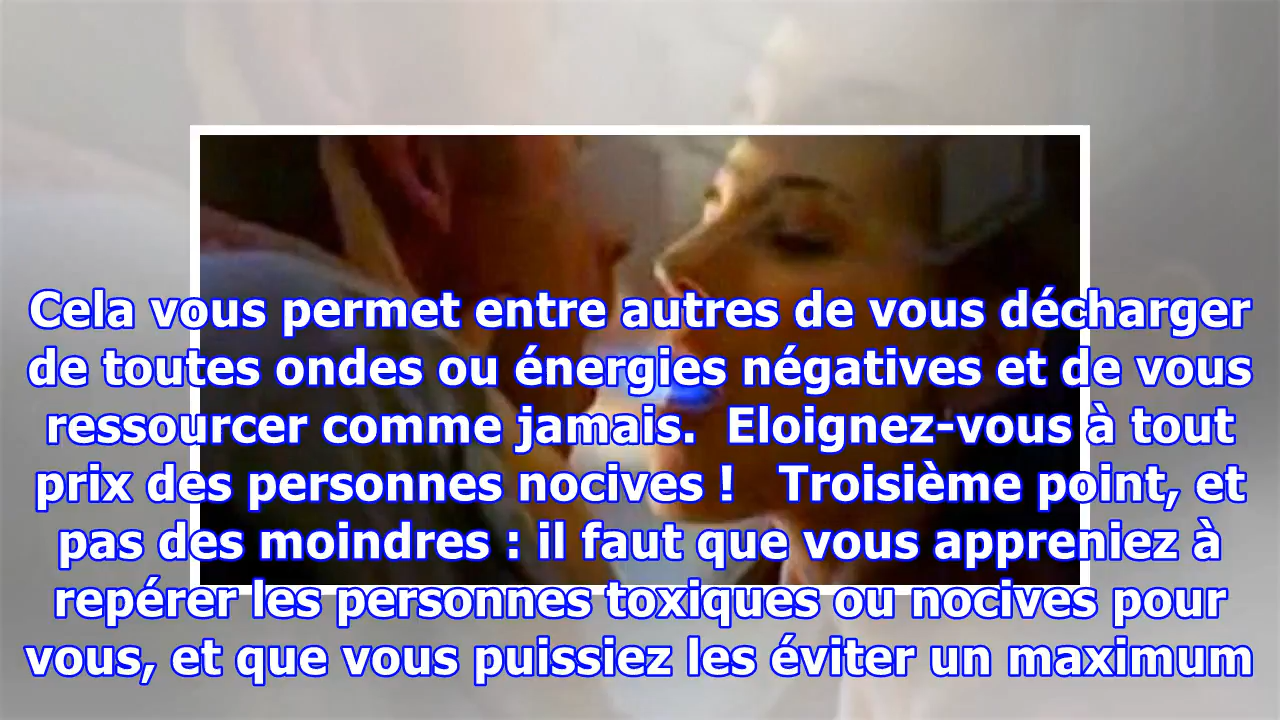 Cela vous permet entre autres de vous décharger
de toutes ondes ou énergies négatives et de vous
ressourcer comme jamais.  Eloignez-vous à tout
prix des personnes nocives !   Troisième point, et
pas des moindres : il faut que vous appreniez à
repérer les personnes toxiques ou nocives pour
vous, et que vous puissiez les éviter un maximum